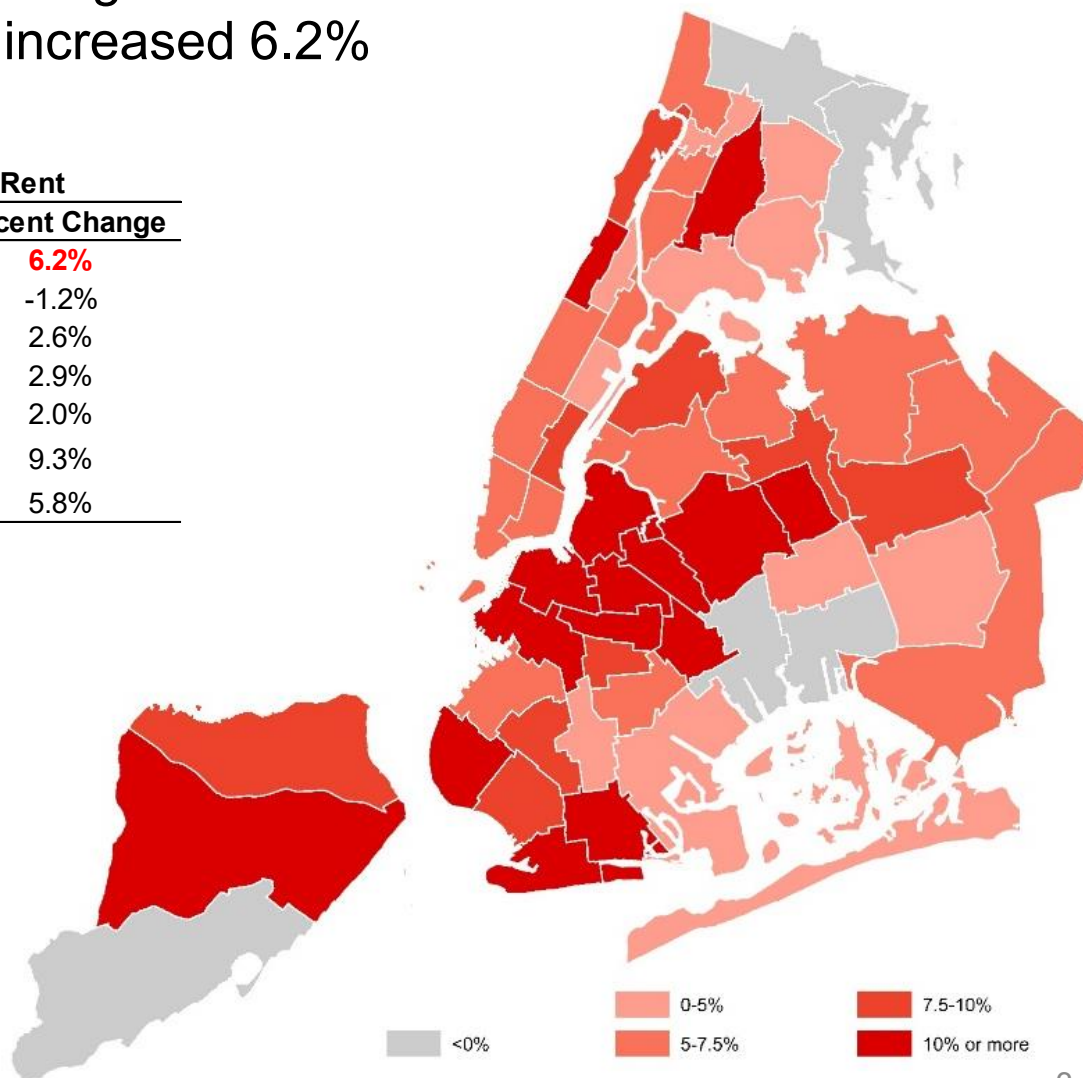 increased 6.2%
Rent
cent Change
6.2%
-1.2%
2.6%
2.9%
2.0%
9.3%
5.8%
0-5%
7.5-10%
<0%
5-7.5%
10% or more